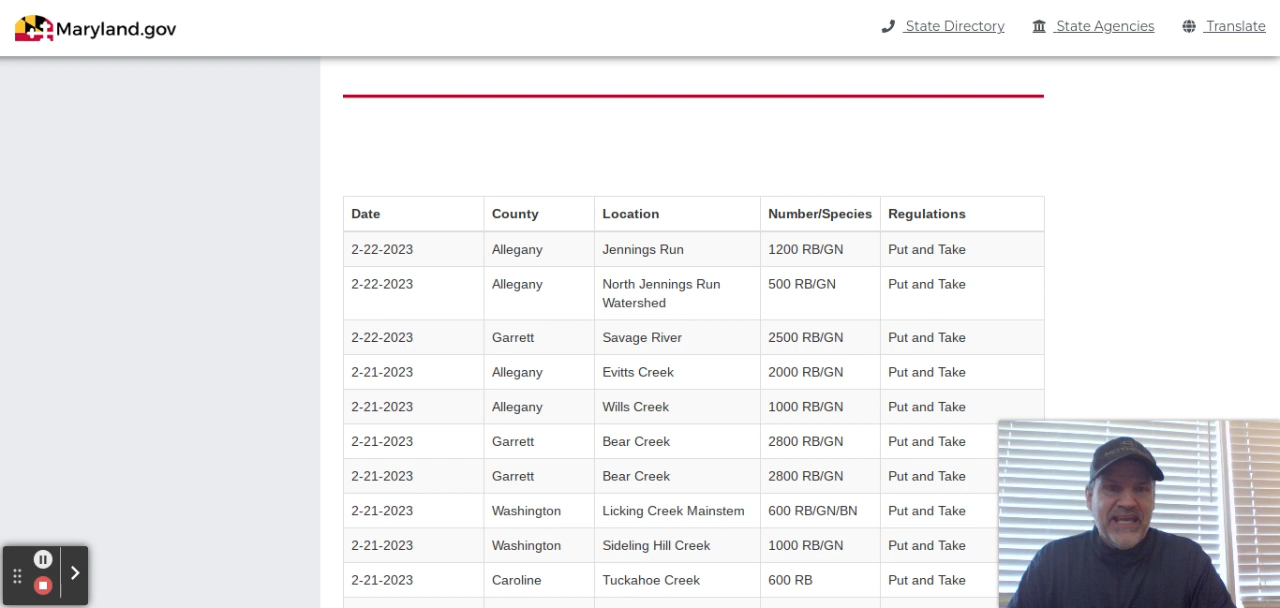 Maryland.gov State Directory State Agencies Translate
Date County Location Number/Species Regulations
2-22-2023 Allegany Jennings Run 1200 RB/GN Put and Take
2-22-2023 Allegany North Jennings Run 500 RB/GN Put and Take
Watershed
2-22-2023 Garrett Savage River 2500 RB/GN Put and Take
2-21-2023 Allegany Evitts Creek 2000 RB/GN Put and Take
2-21-2023 Allegany Wills Creek 1000 RB/GN Put and Take
2-21-2023 Garrett Bear Creek 2800 RB/GN Put and Take
2-21-2023 Garrett Bear Creek 2800 RB/GN Put and Take
2-21-2023 Washington Licking Creek Mainstem 600 RB/GN/BN Put and Take
2-21-2023 Washington Sideling Hill Creek 1000 RB/GN Put and Take
2-21-2023 Caroline Tuckahoe Creek 600 RB Put and Take